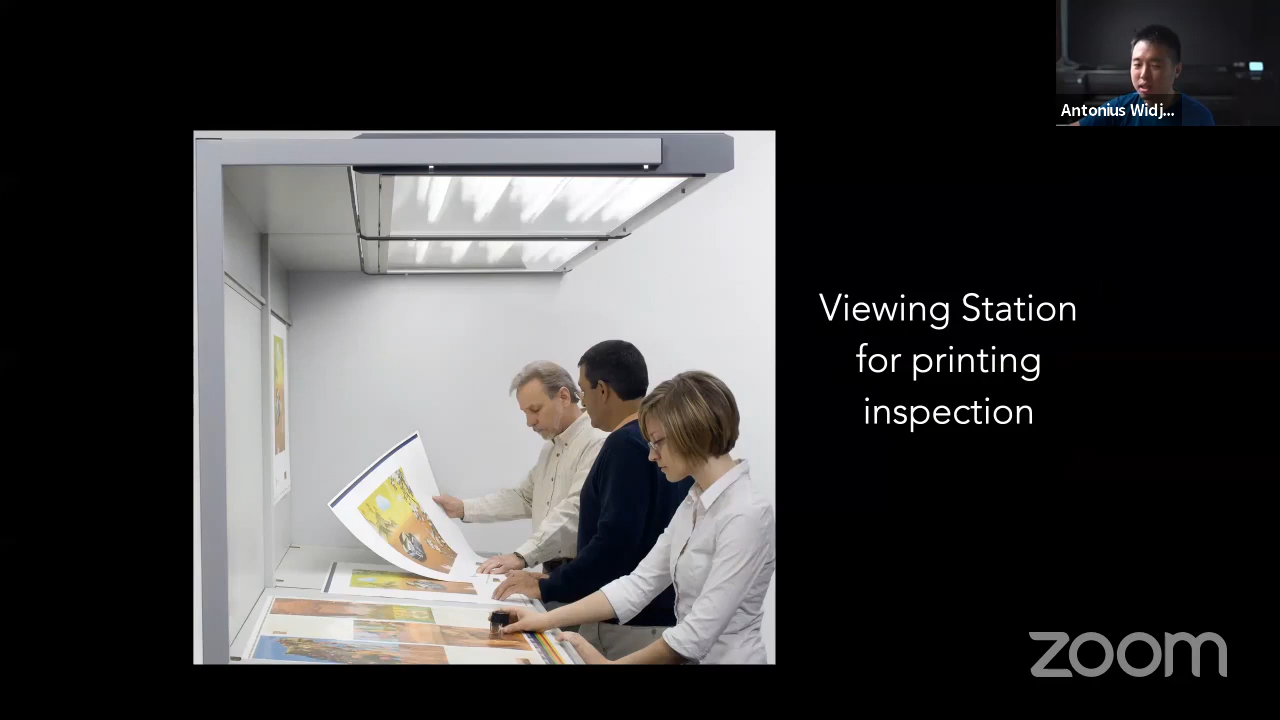 Antonius Widj...
Viewing Station
for printing
inspection
zoom